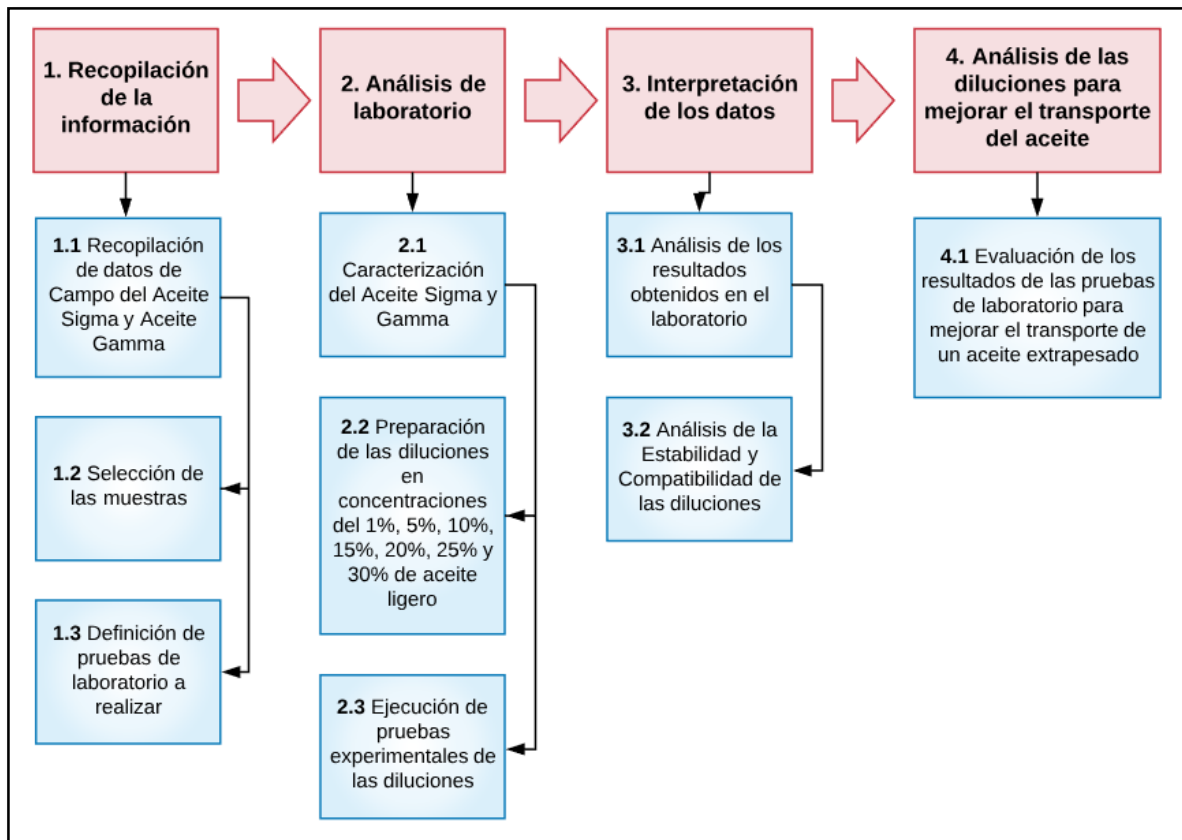 1. Recopilación
de la
información
2. Análisis de
laboratorio
3. Interpretación
de los datos
4. Análisis de las
diluciones para
mejorar el transporte
del aceite
1.1 Recopilación
de datos de
Campo del Aceite
Sigma y Aceite
Gamma
1.2 Selección de
las muestras
1.3 Definición de
pruebas de
laboratorio a
realizar
2.1
Caracterización
del Aceite Sigma y
Gamma
2.2 Preparación
de las diluciones
en
concentraciones
del 1%, 5%, 10%,
15%, 20%, 25% y
30% de aceite
ligero
2.3 Ejecución de
pruebas
experimentales de
las diluciones
3.1 Análisis de los
resultados
obtenidos en el
laboratorio
3.2 Análisis de la
Estabilidad y
Compatibilidad de
las diluciones
4.1 Evaluación de los
resultados de las pruebas
de laboratorio para
mejorar el transporte de
un aceite extrapesado